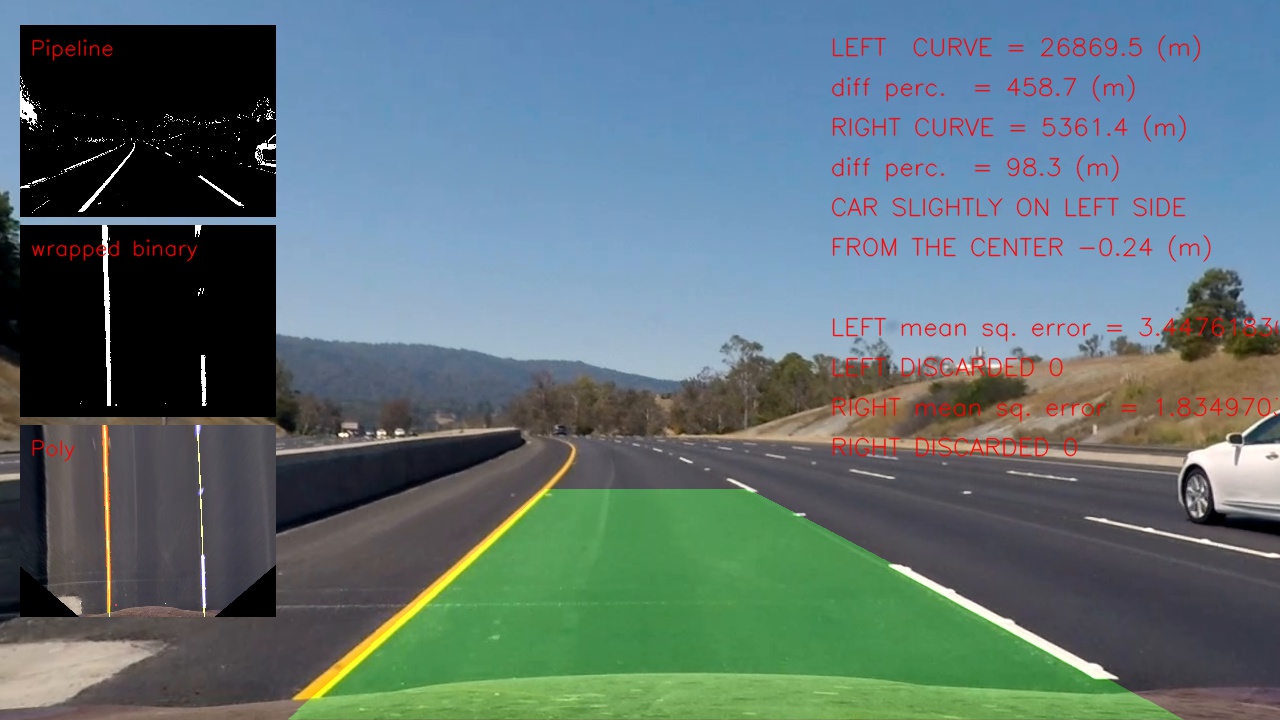 Pipeline
wrapped binary
Poly
LEFT CURVE = 26869.5 (m)
diff perc. = 458.7 (m)
RIGHT CURVE = 5361.4 (m)
diff perc. = 98.3 (m)
CAR SLIGHTLY ON LEFT SIDE
FROM THE CENTER -0.24 (m)
LEFT mean sq. error = 3.4476183
LEFT DISCARDED 0
RIGHT mean sq. error = 1.834970
RIGHT DISCARDED 0